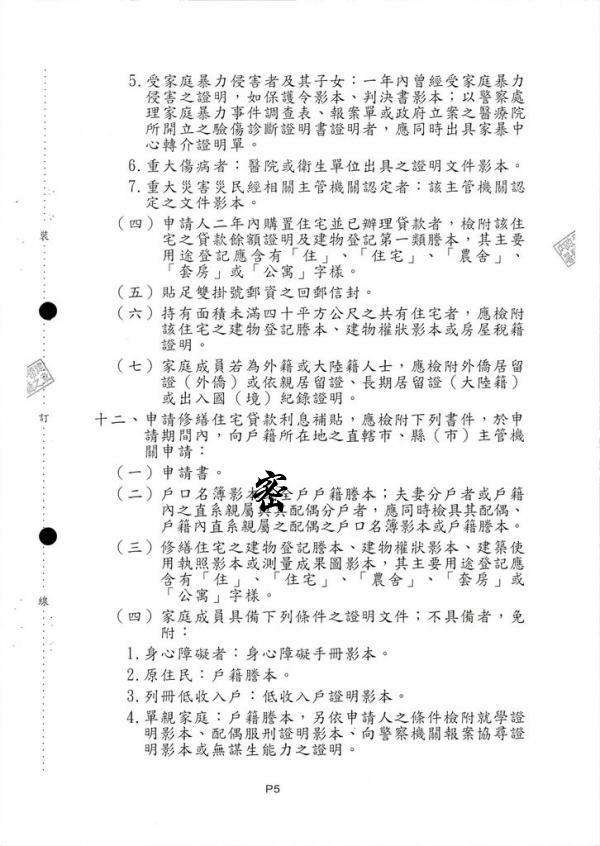 5.受家庭暴力侵害者及其子女：一年內曾經受家庭暴力
侵害之證明，如保護令影本、判決書影本；以警察處
理家庭暴力事件調查表、報案單或政府立案之醫療院
所開立之驗傷診斷證明書證明者，應同時出具家暴中
心轉介證明單。
6.重大傷病者：醫院或衛生單位出具之證明文件影本。
7.重大災害災民經相關主管機關認定者：該主管機關認
定之文件影本。
（四）申請人二年內購置住宅並已辦理貸款者，檢附該住
宅之貸款餘額證明及建物登記第一類謄本，其主要
用途登記應含有「住」、「住宅」、「農舍」、
「套房」或「公寓」字樣。
（五）貼足雙掛號郵資之回郵信封。
（六）持有面積未滿四十平方公尺之共有住宅者，應檢附
該住宅之建物登記謄本、建物權狀影本或房屋稅籍
證明。
（七）家庭成員若為外籍或大陸籍人士，應檢附外僑居留
證（外僑）或依親居留證、長期居留證（大陸籍）
或出入國（境）紀錄證明。
十二、申請修繕住宅貸款利息補貼，應檢附下列書件，於申
請期間內，向戶籍所在地之直轄市、縣（市）主管機
關申請：
（一）申請書。
（二）戶口名簿影本 全戶戶籍謄本；夫妻分戶者或戶籍
內之直系親屬與其配偶分戶者，應同時檢具其配偶、
戶籍內直系親屬之配偶之戶口名簿影本或戶籍謄本。
密
（三）修繕住宅之建物登記謄本、建物權狀影本、建築使
用執照影本或測量成果圖影本，其主要用途登記應
含有「住」、「住宅」、「農舍」、「套房」或
「公寓」字樣。
（四）家庭成員具備下列條件之證明文件；不具備者，免
附：
1.身心障礙者：身心障礙手冊影本。
2.原住民：戶籍謄本。
3.列冊低收入戶：低收入戶證明影本。
4.單親家庭：戶籍謄本，另依申請人之條件檢附就學證
明影本、配偶服刑證明影本、向警察機關報案協尋證
明影本或無謀生能力之證明。
裝
訂
線
P5